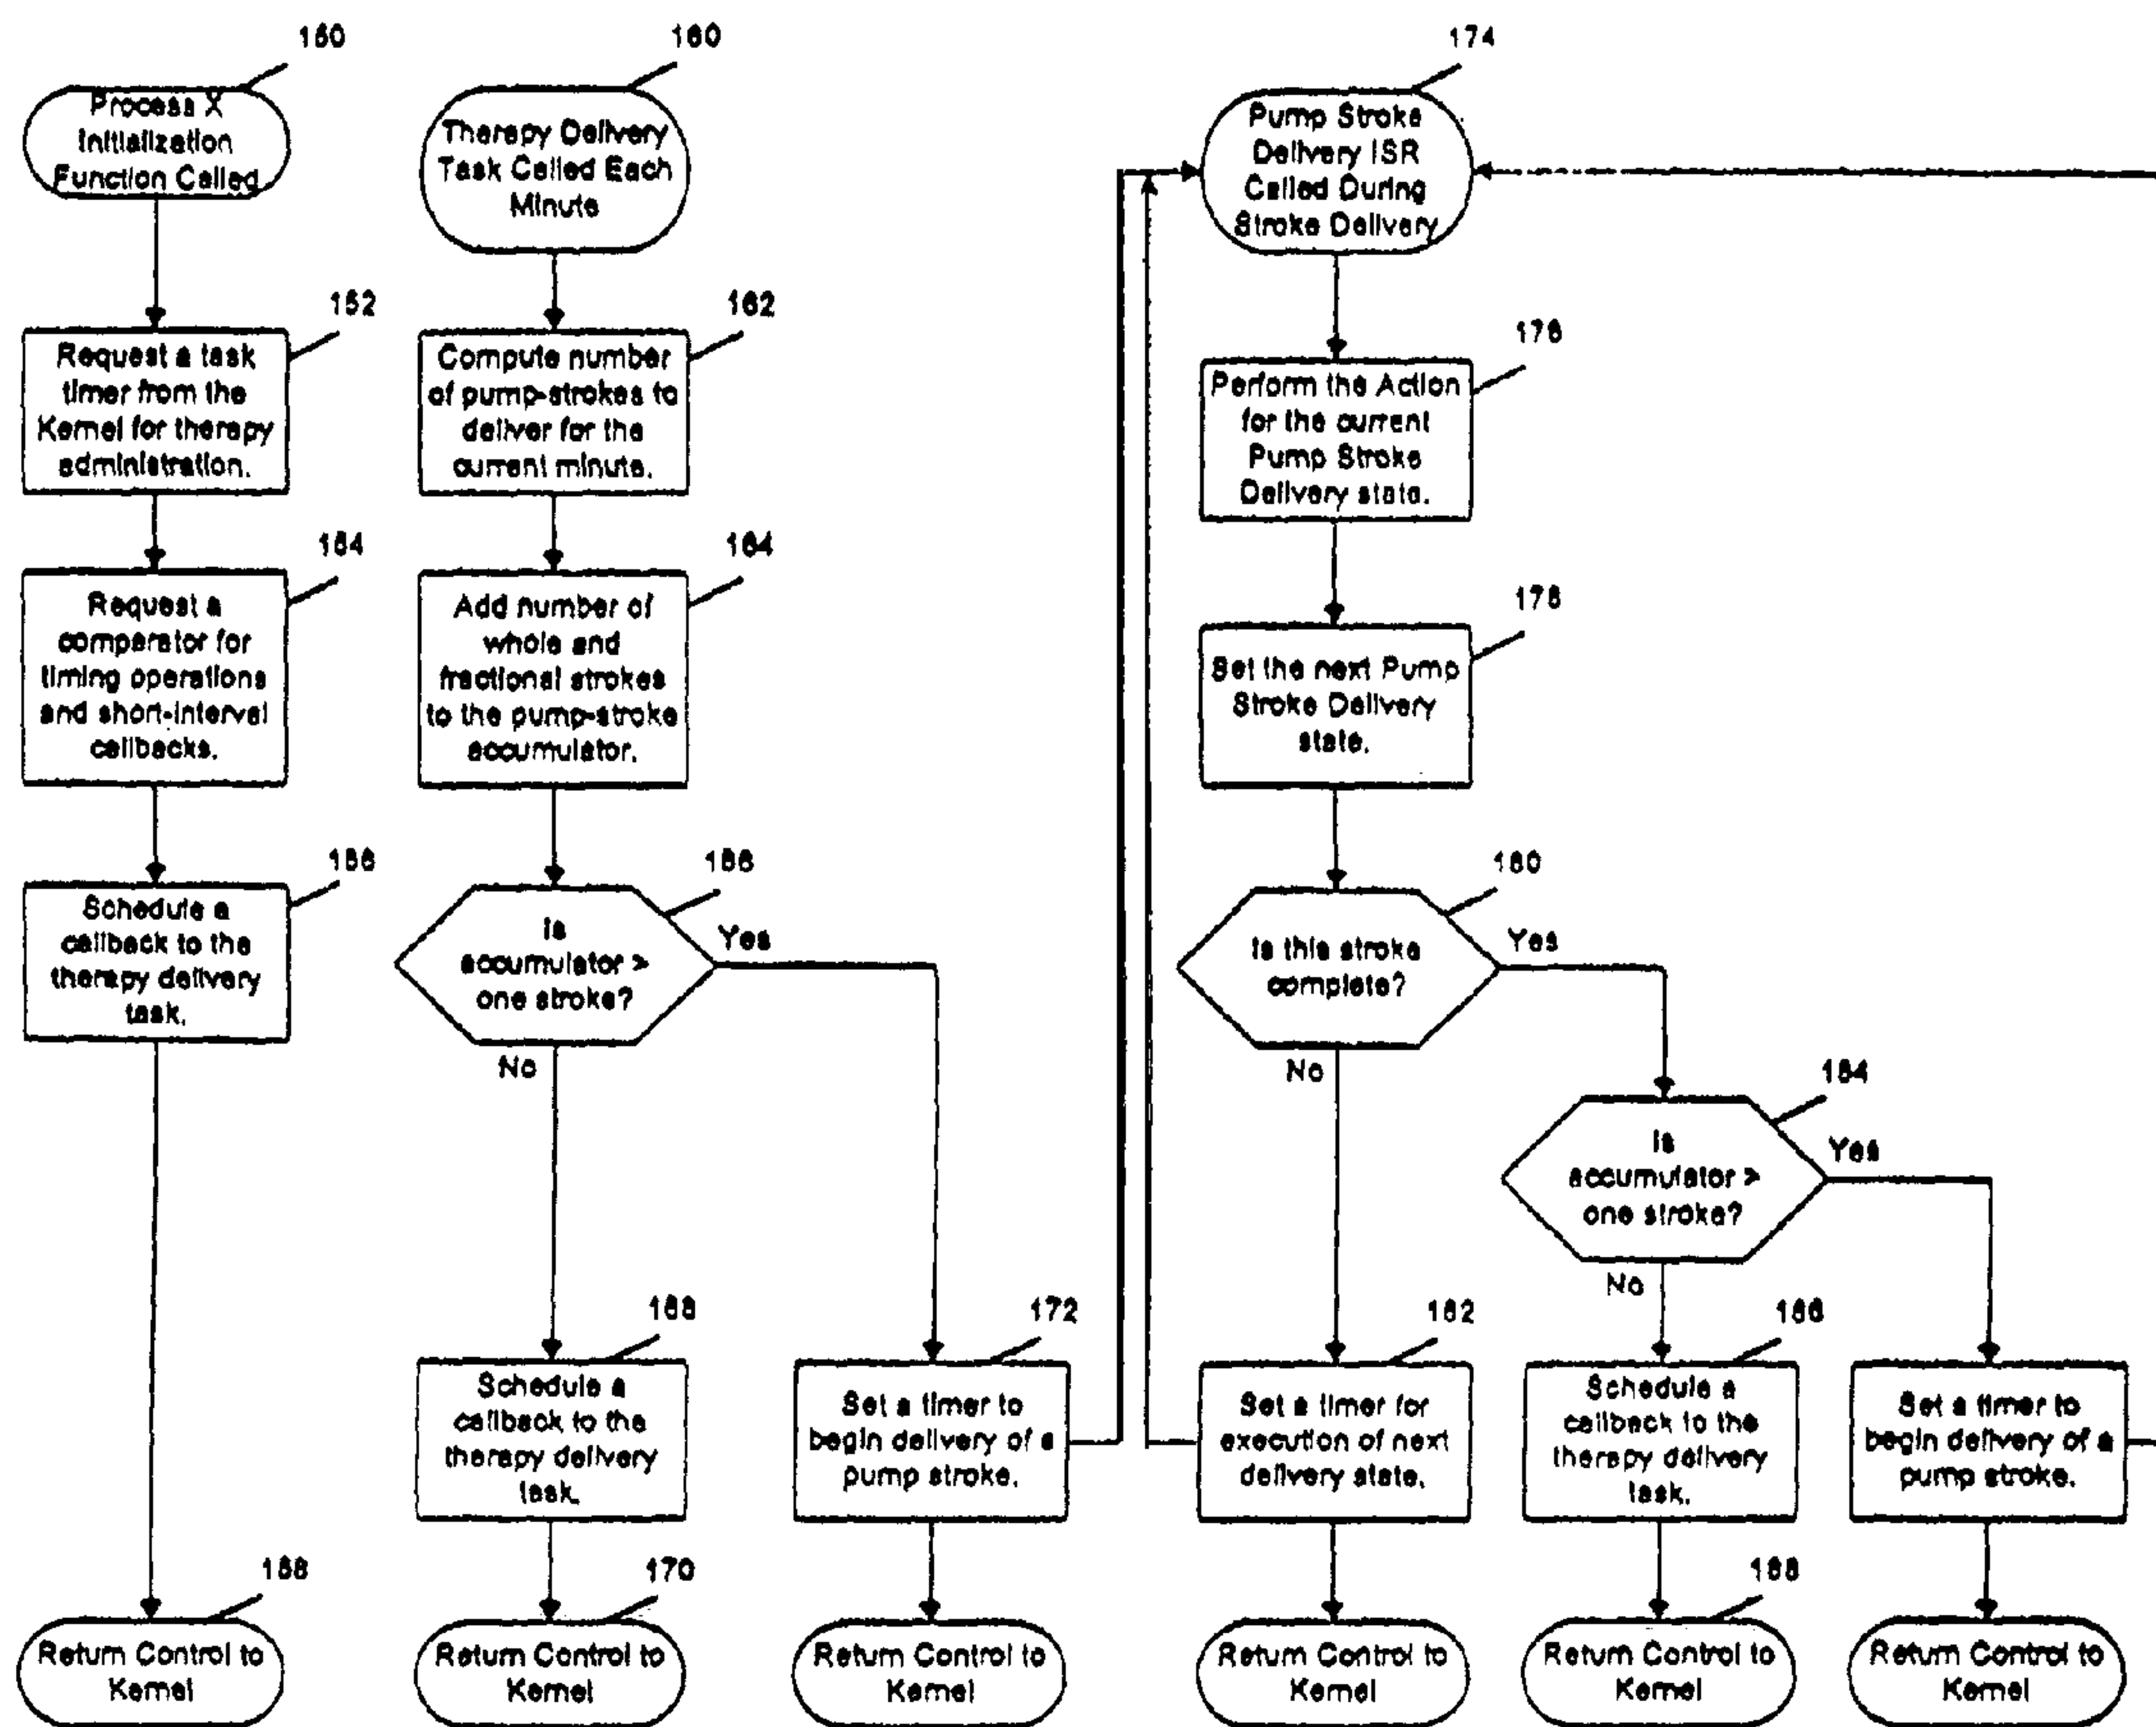 150
Process X
Initialization
Function Called
152
Request a task
timer from the
Kernel for therapy
administration.
154
Request a
comparator for
timing operations
and short-interval
callbacks.
156
Schedule a
callback to the
therapy delivery
task.
158
Return Control to
Kernel
160
Therapy Delivery
Task Called Each
Minute
162
Compute number
of pump-strokes to
deliver for the
current minute.
164
Add number of
whole and
fractional strokes
to the pump-stroke
accumulator.
166
Is
accumulator >
one stroke?
Yes
No
168
Schedule a
callback to the
therapy delivery
task.
170
Return Control to
Kernel
172
Set a timer to
begin delivery of a
pump stroke.
Return Control to
Kernel
174
Pump Stroke
Delivery ISR
Called During
Stroke Delivery
176
Perform the Action
for the current
Pump Stroke
Delivery state.
178
Set the next Pump
Stroke Delivery
state.
180
Is this stroke
complete?
Yes
No
182
Set a timer for
execution of next
delivery state.
Return Control to
Kernel
184
Is
accumulator >
one stroke?
Yes
No
186
Schedule a
callback to the
therapy delivery
task.
188
Return Control to
Kernel
Set a timer to
begin delivery of a
pump stroke.
Return Control to
Kernel